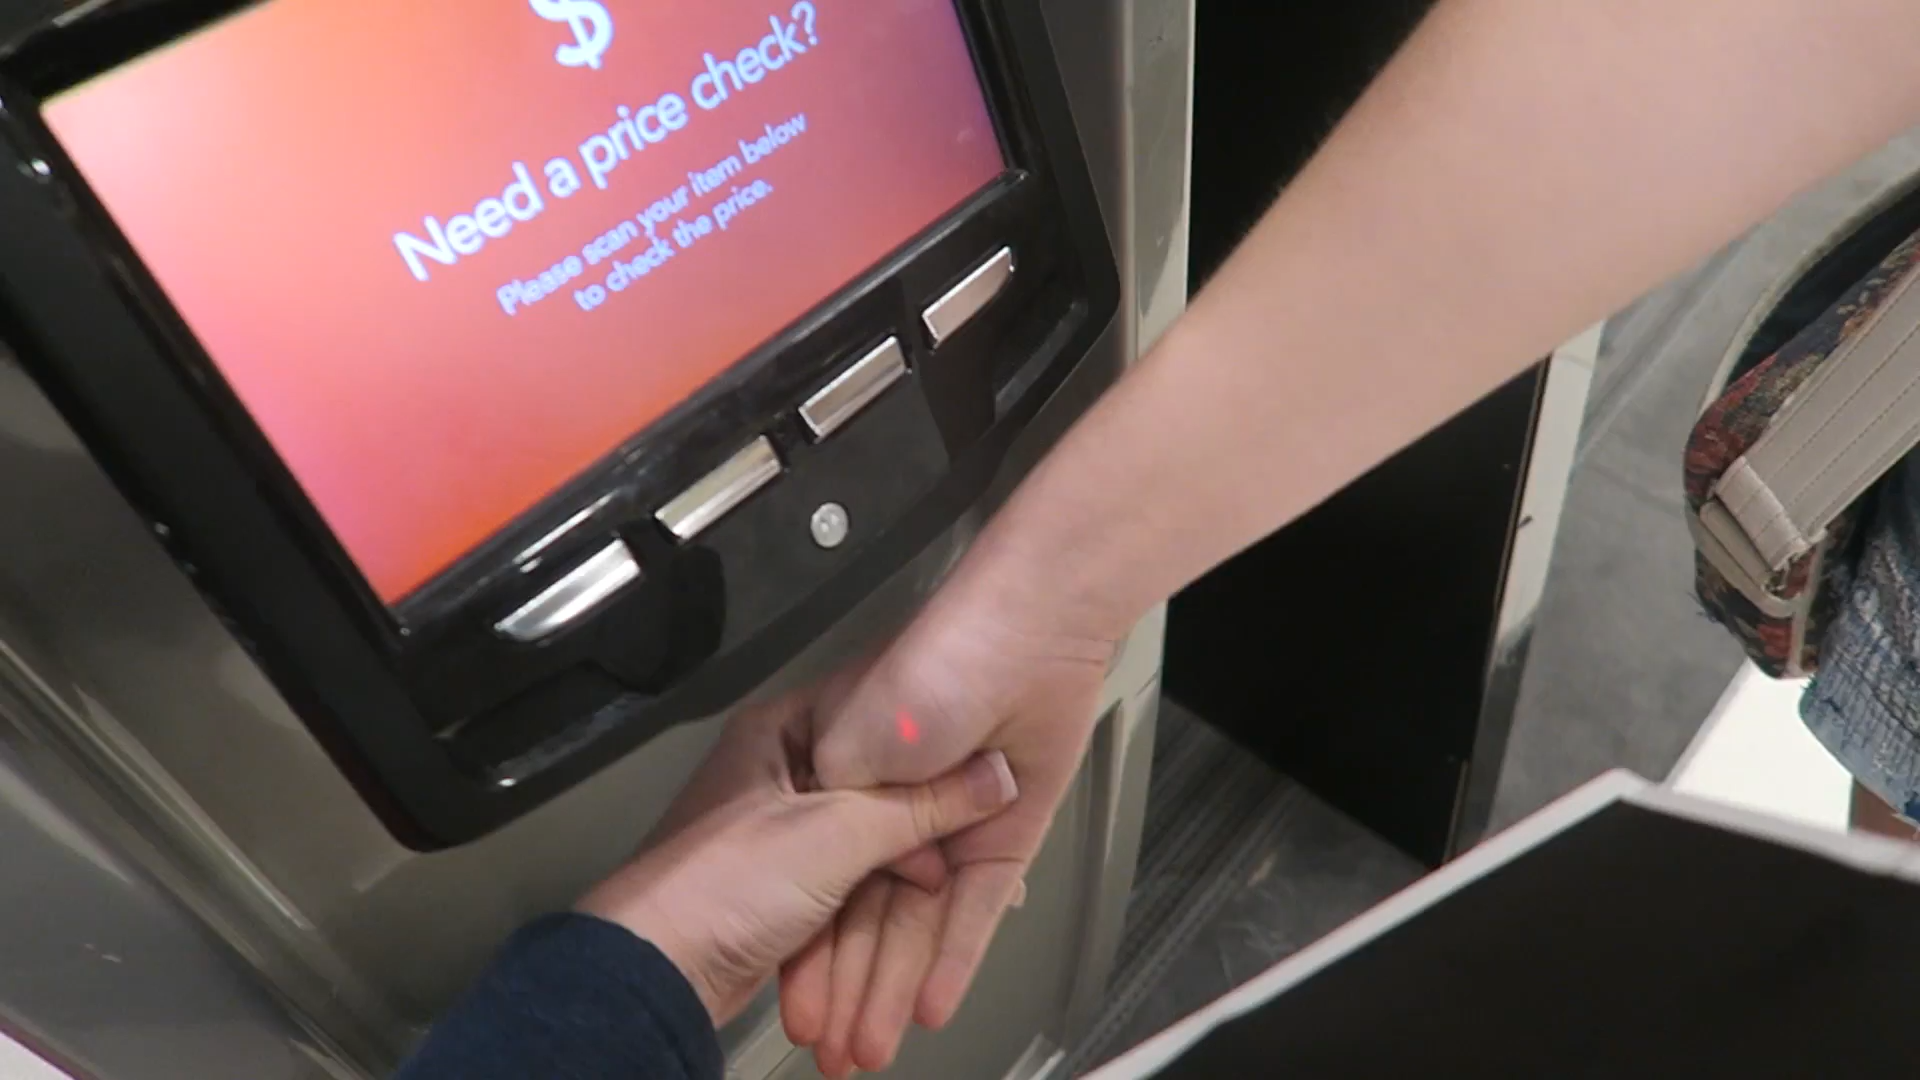 $
Need a price check?
Please scan your item below
to check the price.